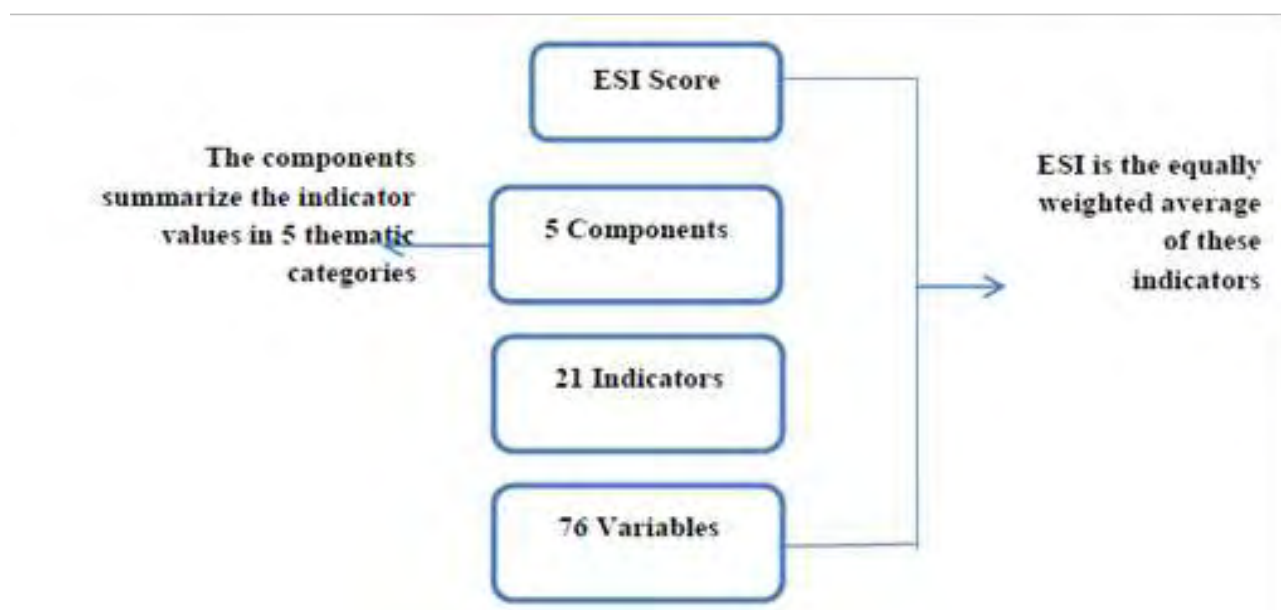 ESI Score
The components
summarize the indicator
values in 5 thematic
categories
5 Components
ESI is the equally
weighted average
of these
indicators
21 Indicators
76 Variables